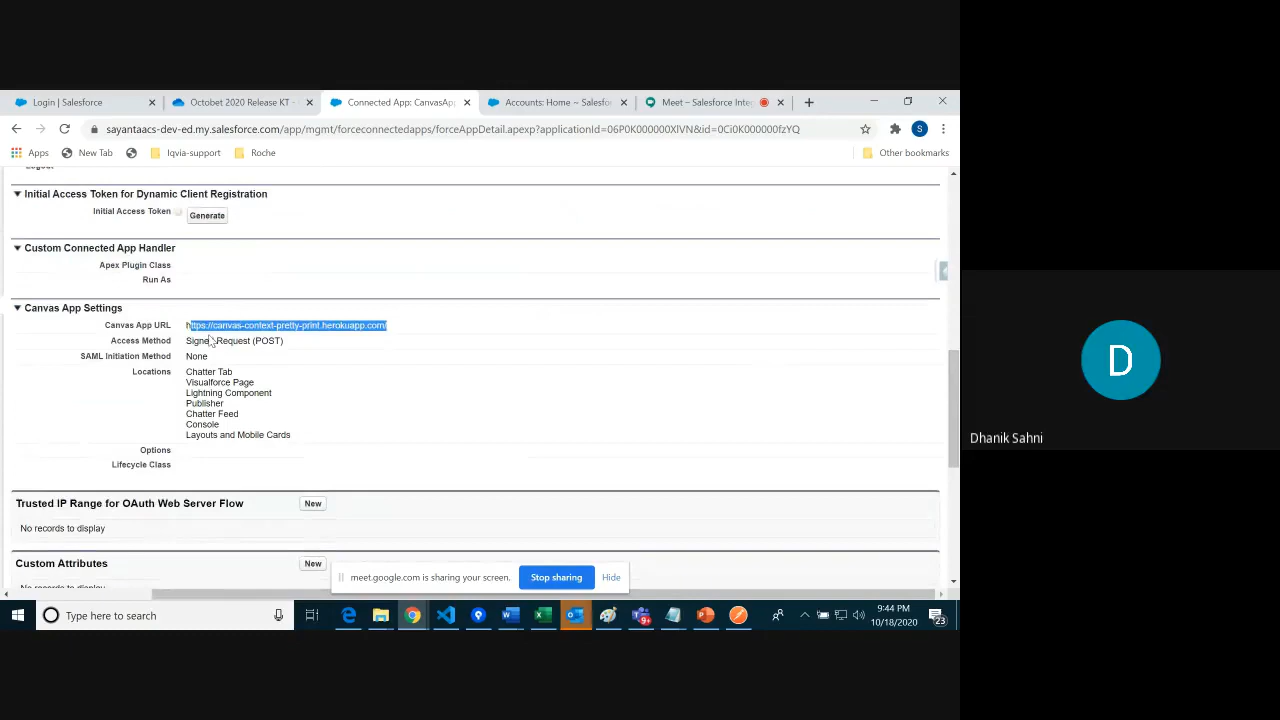 Login | Salesforce
Octobet 2020 Release KT -
Connected App: CanvasAp
Accounts: Home ~ Salesfor
Meet – Salesforce Inte
sayantaacs-dev-ed.my.salesforce.com/app/mgmt/forceconnectedapps/forceAppDetail.apexp?applicationId=06P0K000000XlVN&id=0Ci0K000000fzYQ
S
Apps
New Tab
Iqvia-support
Roche
Other bookmarks
Initial Access Token for Dynamic Client Registration
Initial Access Token
Generate
Custom Connected App Handler
Apex Plugin Class
Run As
Canvas App Settings
Canvas App URL https://canvas-context-pretty-print.herokuapp.com/
Access Method Signed Request (POST)
SAML Initiation Method None
Locations Chatter Tab
Visualforce Page
Lightning Component
Publisher
Chatter Feed
Console
Layouts and Mobile Cards
Options
Lifecycle Class
Trusted IP Range for OAuth Web Server Flow
New
No records to display
Custom Attributes
New
No records to display
meet.google.com is sharing your screen.
Stop sharing
Hide
Type here to search
9:44 PM
10/18/2020
23
D
Dhanik Sahni